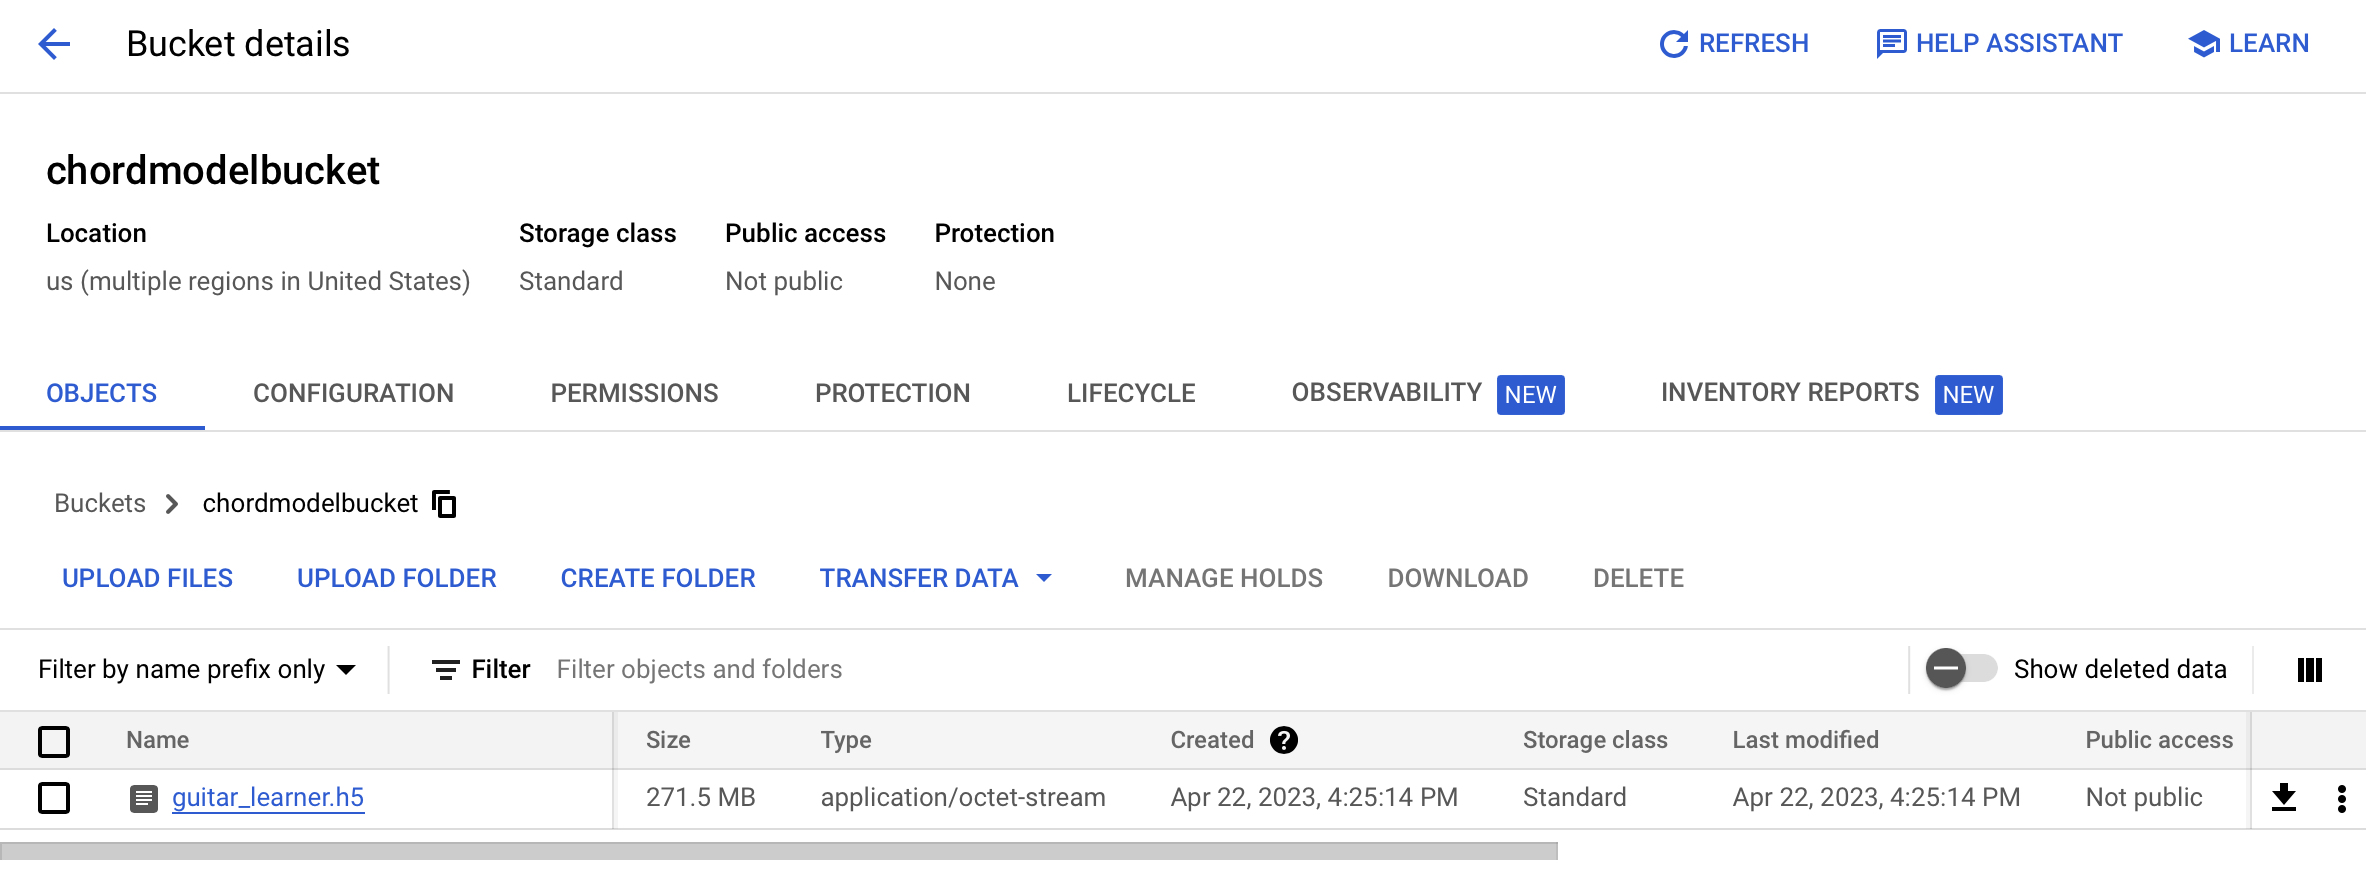 Bucket details REFRESH HELP ASSISTANT LEARN
chordmodelbucket
Location Storage class Public access Protection
us (multiple regions in United States) Standard Not public None
OBJECTS CONFIGURATION PERMISSIONS PROTECTION LIFECYCLE OBSERVABILITY NEW INVENTORY REPORTS NEW
Buckets chordmodelbucket
UPLOAD FILES UPLOAD FOLDER CREATE FOLDER TRANSFER DATA MANAGE HOLDS DOWNLOAD DELETE
Filter by name prefix only Filter Filter objects and folders Show deleted data
Name Size Type Created ? Storage class Last modified Public access
guitar_learner.h5 271.5 MB application/octet-stream Apr 22, 2023, 4:25:14 PM Standard Apr 22, 2023, 4:25:14 PM Not public